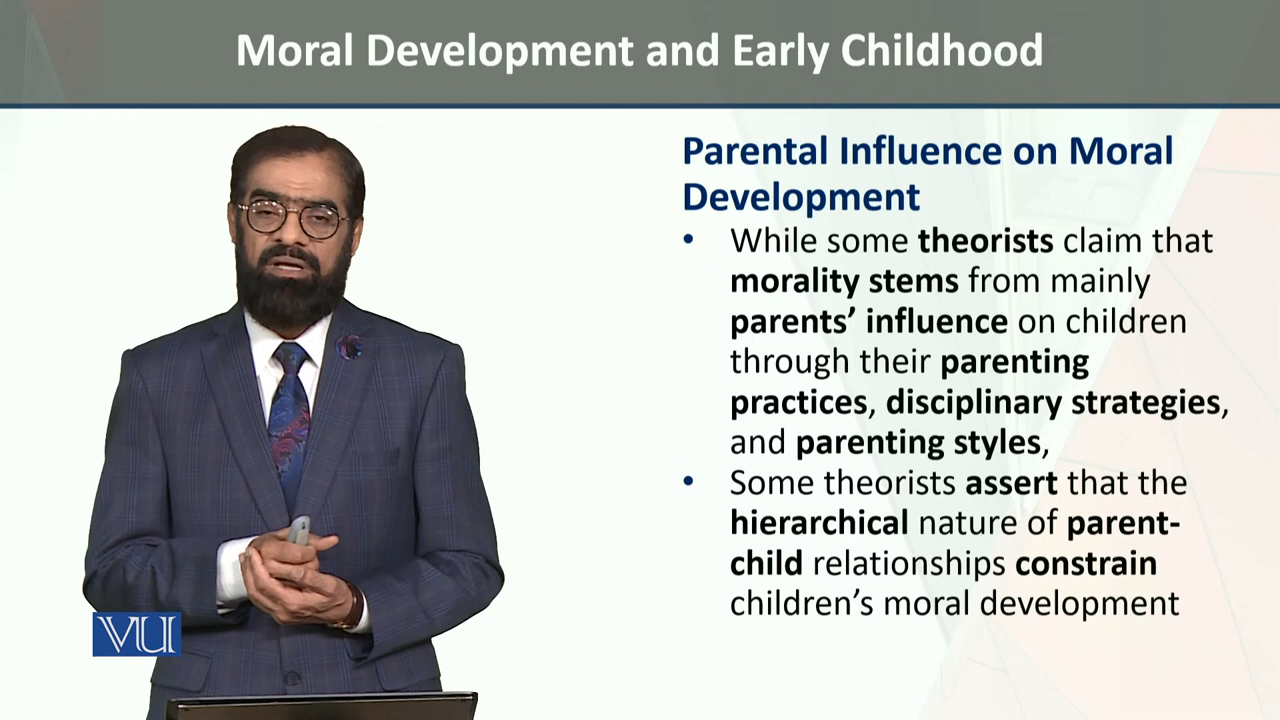 Moral Development and Early Childhood
Parental Influence on Moral
Development
• While some theorists claim that
morality stems from mainly
parents’ influence on children
through their parenting
practices, disciplinary strategies,
and parenting styles,
• Some theorists assert that the
hierarchical nature of parent-
child relationships constrain
children’s moral development
VU